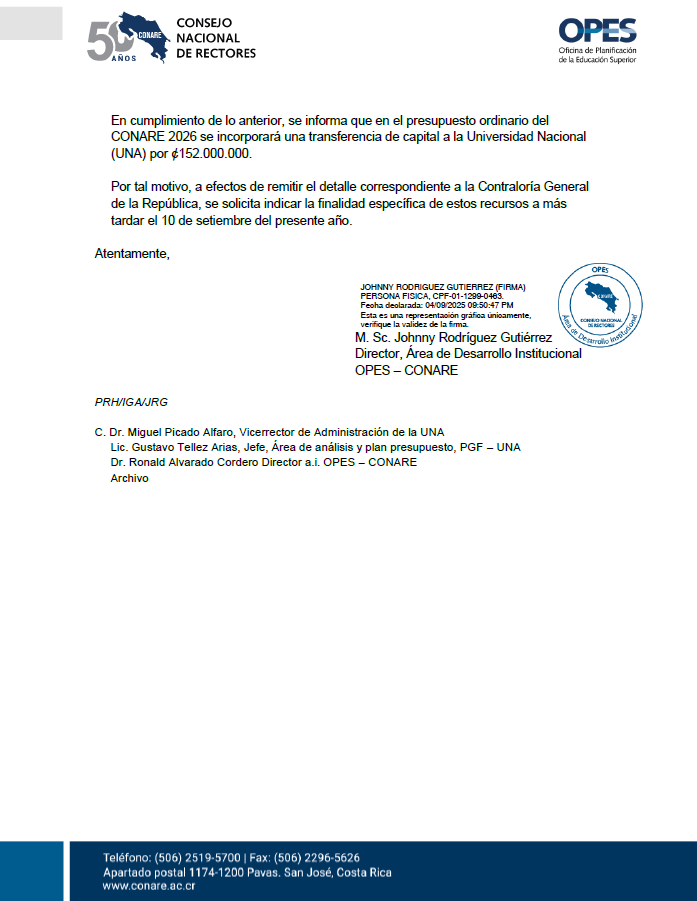 50 AÑOS
CONARE
CONSEJO
NACIONAL
DE RECTORES
OPES
Oficina de Planificación
de la Educación Superior
En cumplimiento de lo anterior, se informa que en el presupuesto ordinario del
CONARE 2026 se incorporará una transferencia de capital a la Universidad Nacional
(UNA) por ¢152.000.000.
Por tal motivo, a efectos de remitir el detalle correspondiente a la Contraloría General
de la República, se solicita indicar la finalidad específica de estos recursos a más
tardar el 10 de setiembre del presente año.
Atentamente,
JOHNNY RODRIGUEZ GUTIERREZ (FIRMA)
PERSONA FISICA, CPF-01-1299-0463.
Fecha declarada: 04/09/2025 09:50:47 PM
Esta es una representación gráfica únicamente,
verifique la validez de la firma.
OPES
CONARE
CONSEJO NACIONAL
DE RECTORES
Área de Desarrollo Institucional
M. Sc. Johnny Rodríguez Gutiérrez
Director, Área de Desarrollo Institucional
OPES – CONARE
PRH/IGA/JRG
C. Dr. Miguel Picado Alfaro, Vicerrector de Administración de la UNA
Lic. Gustavo Tellez Arias, Jefe, Área de análisis y plan presupuesto, PGF – UNA
Dr. Ronald Alvarado Cordero Director a.i. OPES – CONARE
Archivo
Teléfono: (506) 2519-5700 | Fax: (506) 2296-5626
Apartado postal 1174-1200 Pavas. San José, Costa Rica
www.conare.ac.cr